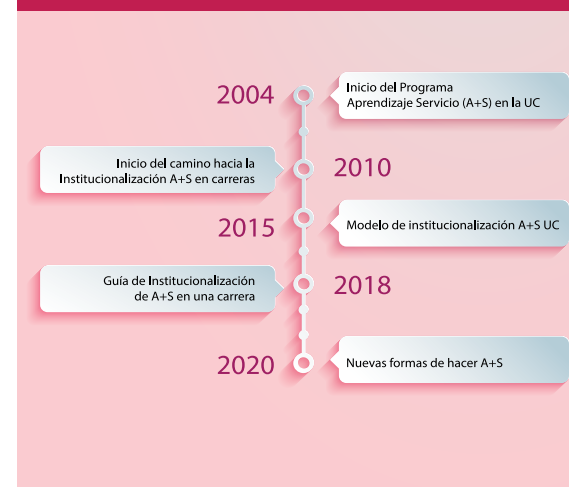 2004
Inicio del Programa
Aprendizaje Servicio (A+S) en la UC
Inicio del camino hacia la
Institucionalización A+S en carreras
2010
2015
Modelo de institucionalización A+S UC
Guía de Institucionalización
de A+S en una carrera
2018
2020
Nuevas formas de hacer A+S